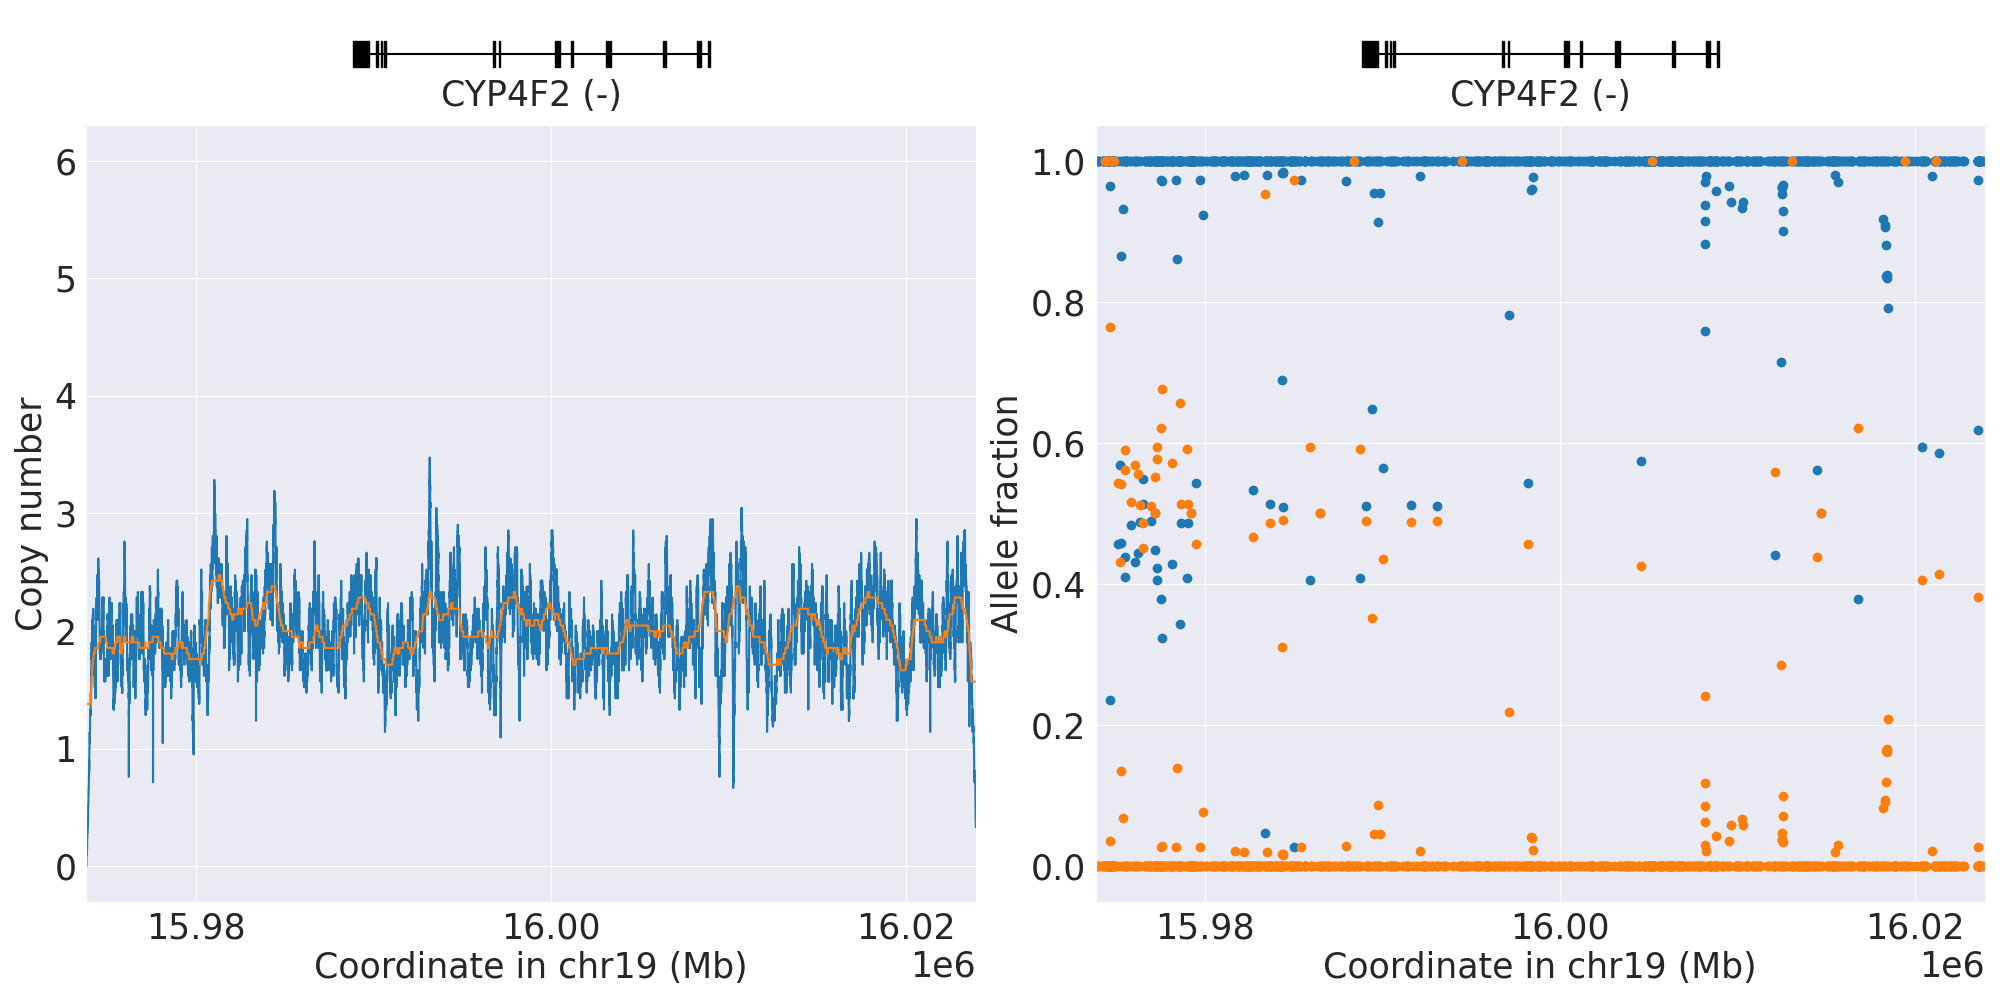 CYP4F2 (-)
CYP4F2 (-)
Copy number
6
5
4
3
2
1
0
15.98
16.00
16.02
Coordinate in chr19 (Mb)
1e6
Allele fraction
1.0
0.8
0.6
0.4
0.2
0.0
15.98
16.00
16.02
Coordinate in chr19 (Mb)
1e6